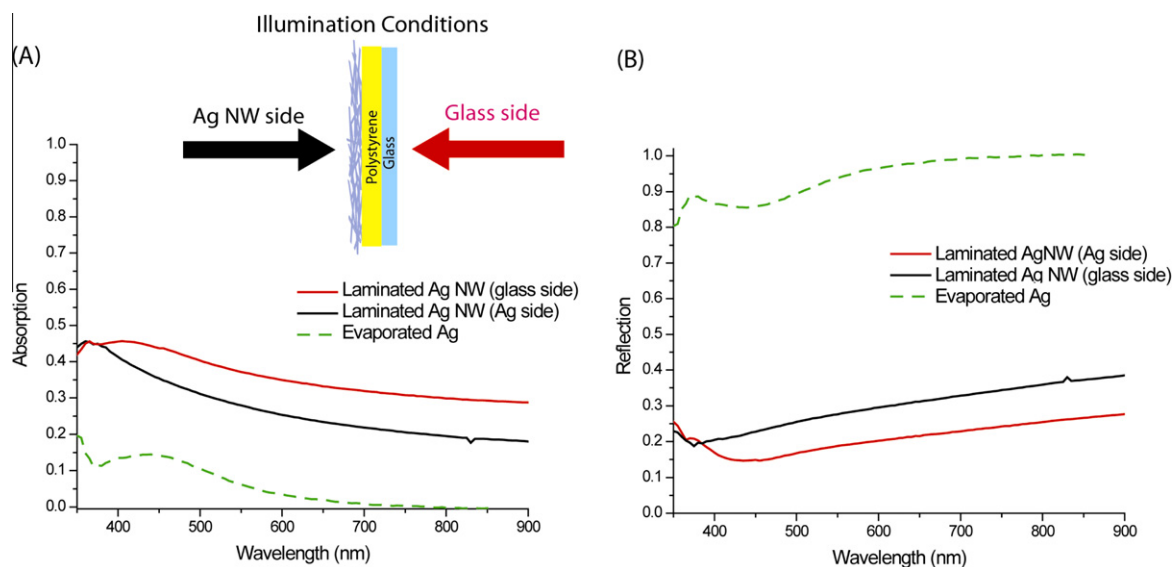 Illumination Conditions
(A)
Ag NW side
Polystyrene
Glass
Glass side
1.0
0.9
0.8
0.7
0.6
0.5
0.4
0.3
0.2
0.1
0.0
Absorption
Laminated Ag NW (glass side)
Laminated Ag NW (Ag side)
Evaporated Ag
400 500 600 700 800 900
Wavelength (nm)
(B)
1.0
0.9
0.8
0.7
0.6
0.5
0.4
0.3
0.2
0.1
0.0
Reflection
Laminated AgNW (Ag side)
Laminated Ag NW (glass side)
Evaporated Ag
400 500 600 700 800 900
Wavelength (nm)